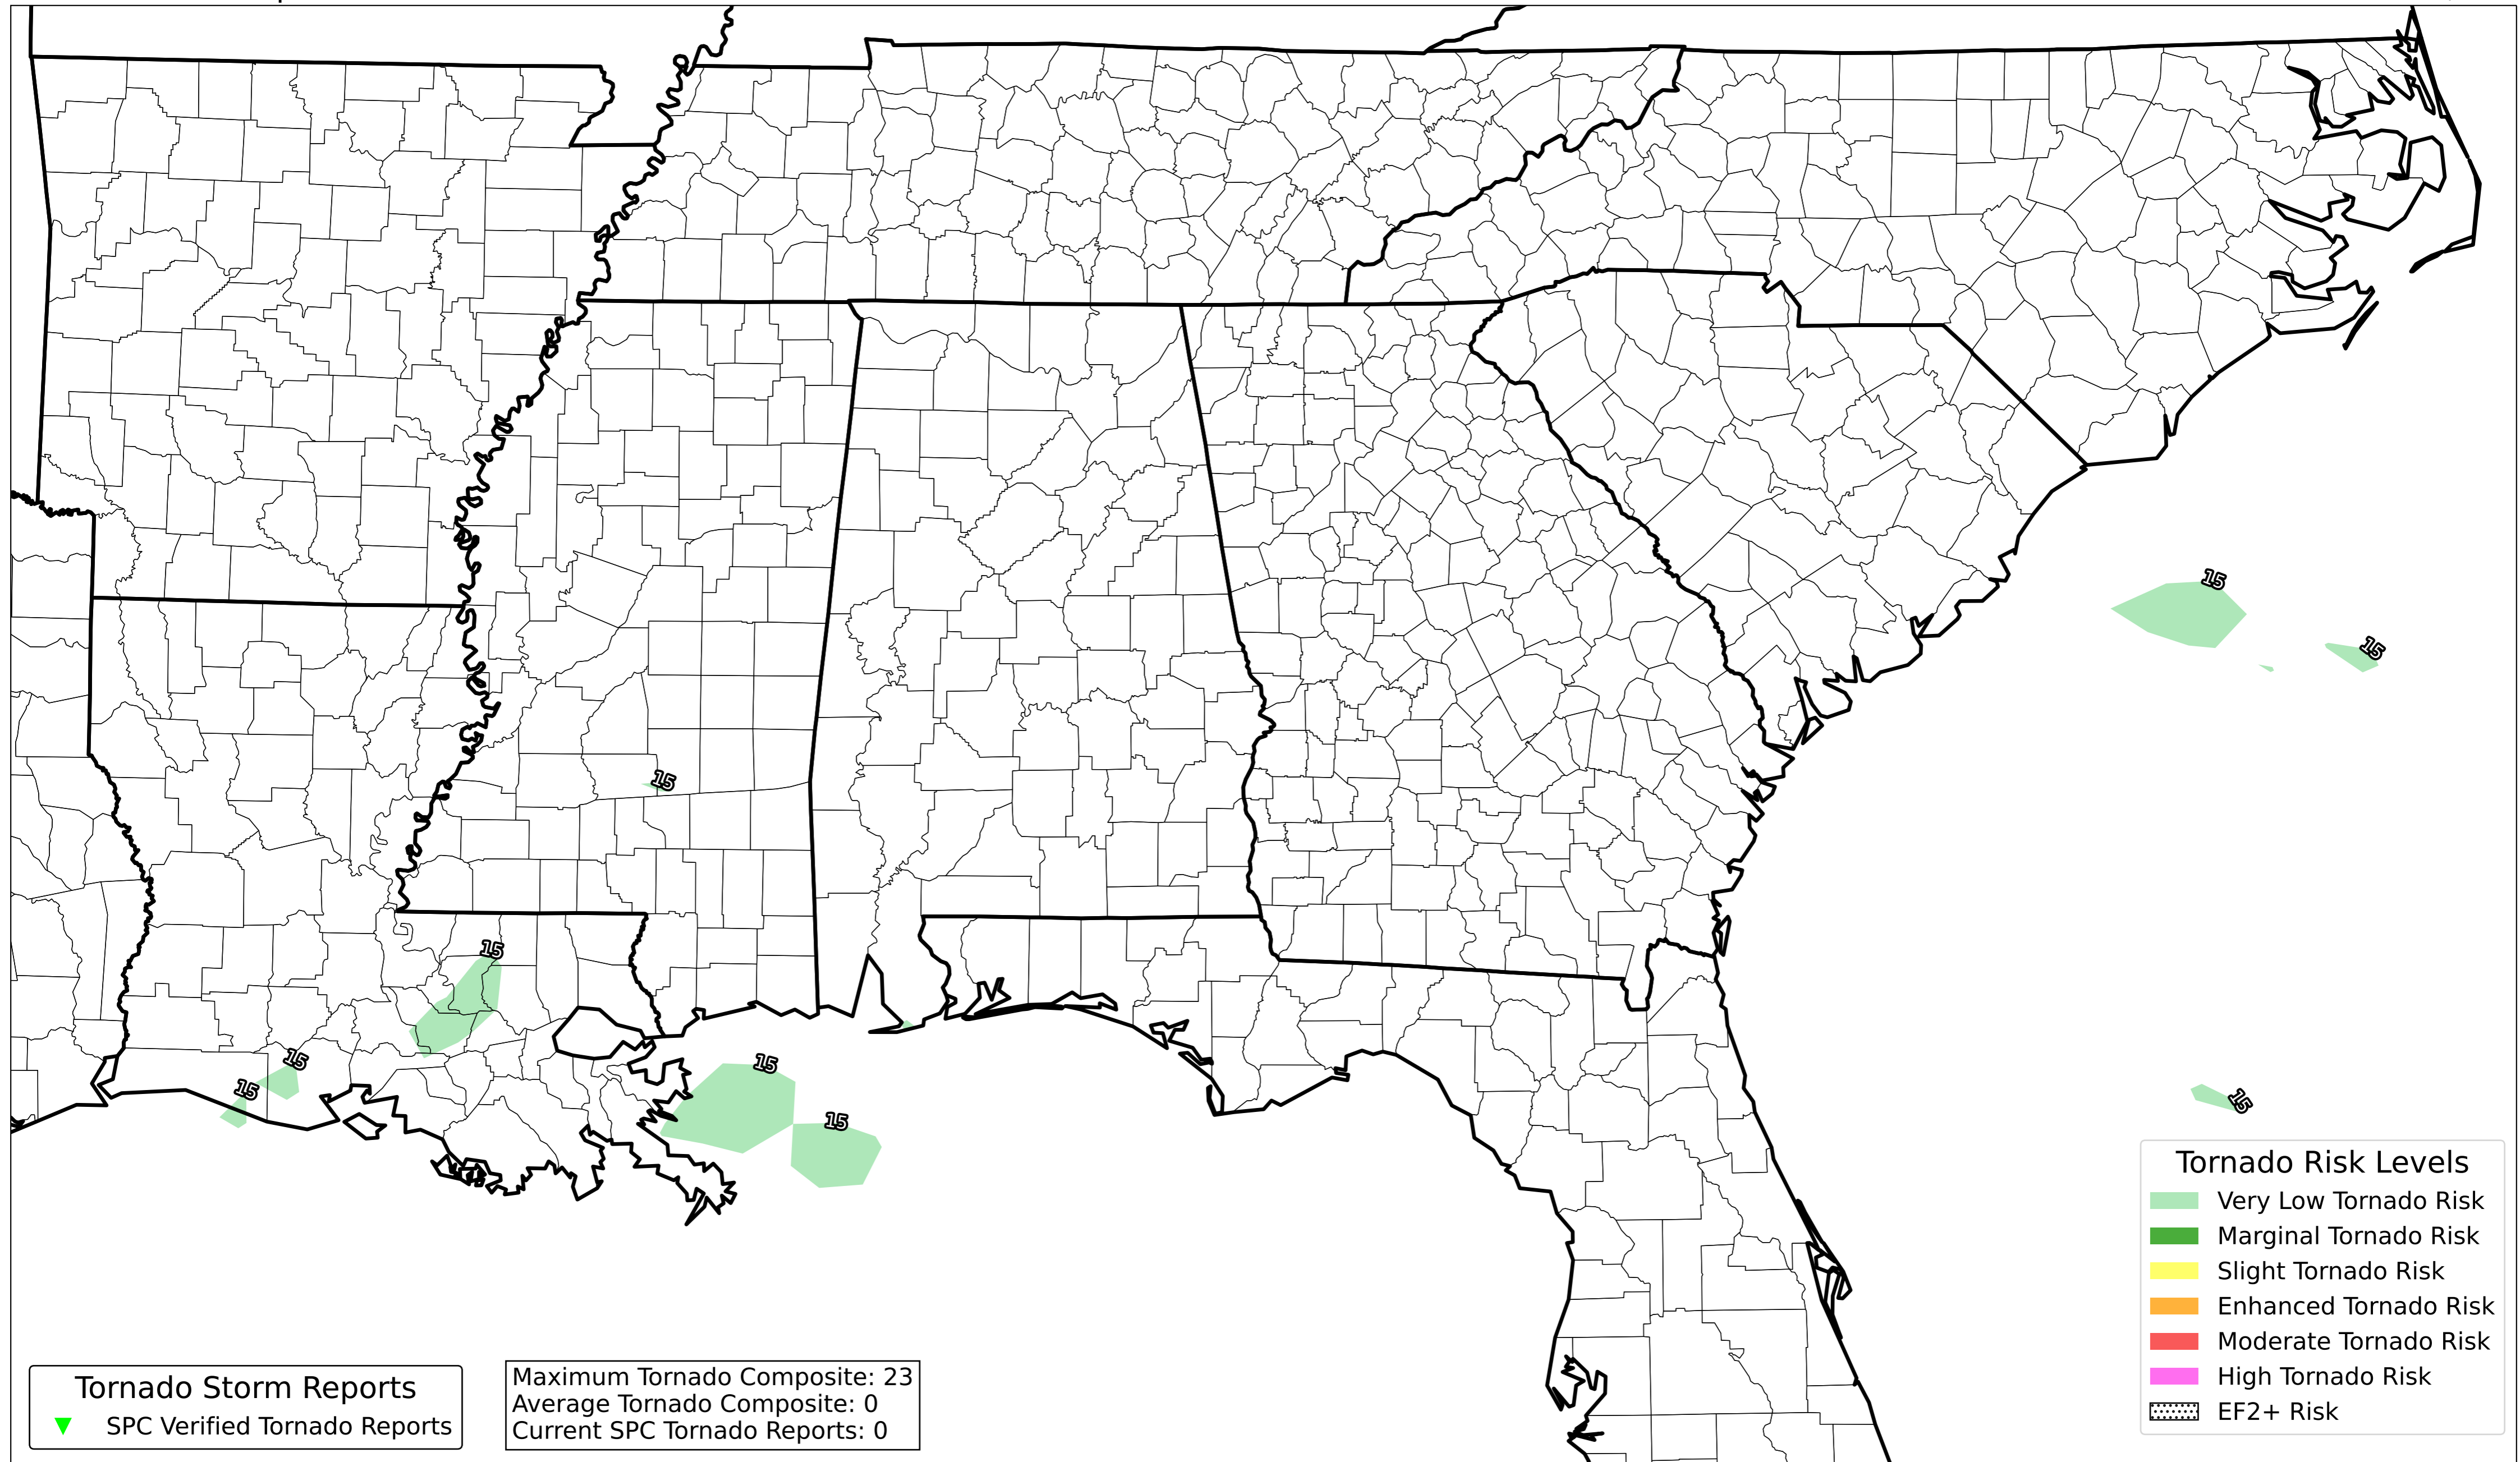 15
15
15
15
15
15
15
15
15
15
Tornado Risk Levels
Very Low Tornado Risk
Marginal Tornado Risk
Slight Tornado Risk
Enhanced Tornado Risk
Moderate Tornado Risk
High Tornado Risk
EF2+ Risk
Tornado Storm Reports
SPC Verified Tornado Reports
Maximum Tornado Composite: 23
Average Tornado Composite: 0
Current SPC Tornado Reports: 0